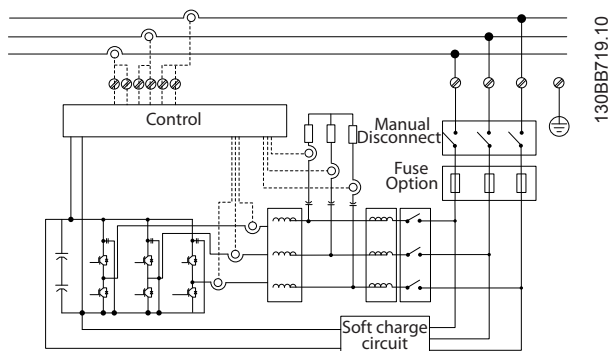 130BB719.10
Control
Manual
Disconnect
Fuse
Option
Soft charge
circuit